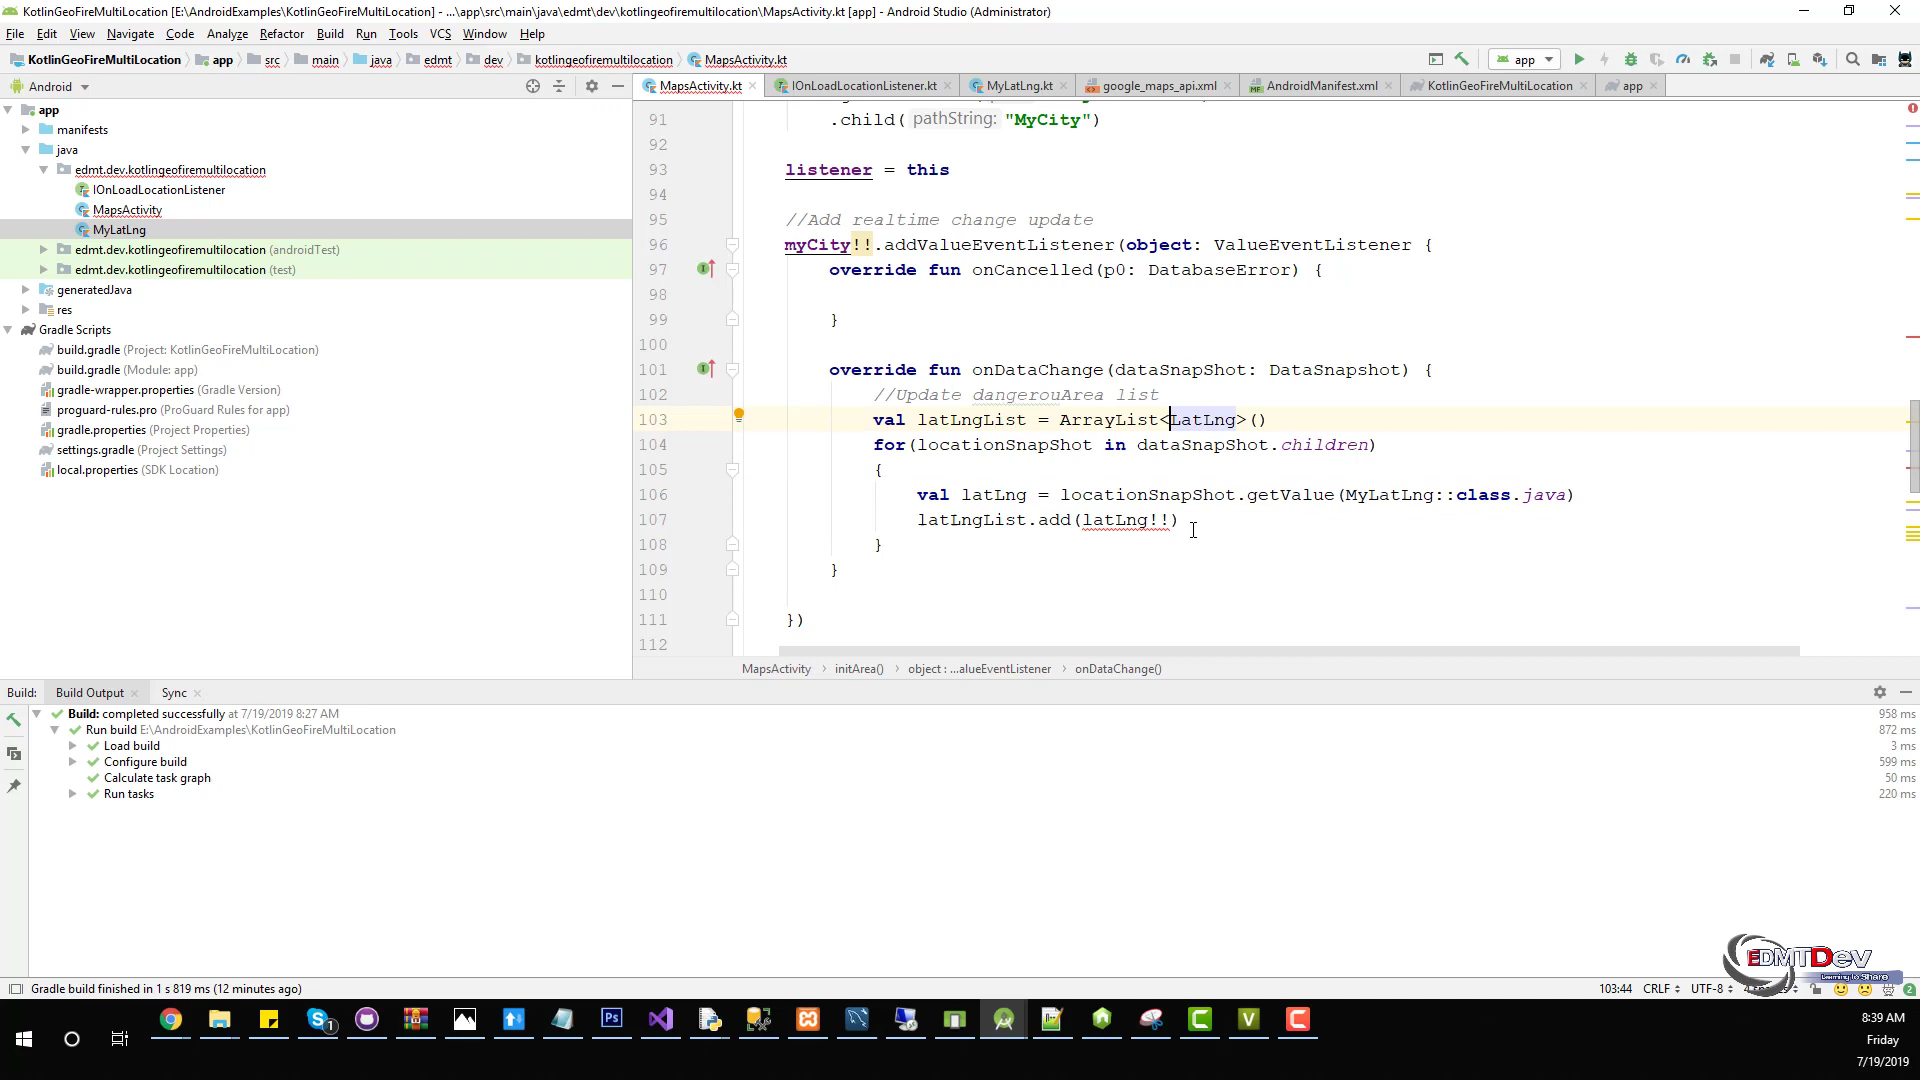 KotlinGeoFireMultiLocation [E:\AndroidExamples\KotlinGeoFireMultiLocation] - ...\app\src\main\java\edmt\dev\kotlingeofiremultilocation\MapsActivity.kt [app] - Android Studio (Administrator)
File Edit View Navigate Code Analyze Refactor Build Run Tools VCS Window Help
KotlinGeoFireMultiLocation app src main java edmt dev kotlingeofiremultilocation MapsActivity.kt app
Android MapsActivity.kt IOnLoadLocationListener.kt MyLatLng.kt google_maps_api.xml AndroidManifest.xml KotlinGeoFireMultiLocation app
app
manifests
java
edmt.dev.kotlingeofiremultilocation
IOnLoadLocationListener
MapsActivity
MyLatLng
edmt.dev.kotlingeofiremultilocation (androidTest)
edmt.dev.kotlingeofiremultilocation (test)
generatedJava
res
Gradle Scripts
build.gradle (Project: KotlinGeoFireMultiLocation)
build.gradle (Module: app)
gradle-wrapper.properties (Gradle Version)
proguard-rules.pro (ProGuard Rules for app)
gradle.properties (Project Properties)
settings.gradle (Project Settings)
local.properties (SDK Location)
91 .child( pathString: "MyCity")
92
93 listener = this
94
95 //Add realtime change update
96 myCity!!.addValueEventListener(object: ValueEventListener {
97 override fun onCancelled(p0: DatabaseError) {
98
99 }
100
101 override fun onDataChange(dataSnapShot: DataSnapshot) {
102 //Update dangerouArea list
103 val latLngList = ArrayList<LatLng>()
104 for(locationSnapShot in dataSnapShot.children)
105 {
106 val latLng = locationSnapShot.getValue(MyLatLng::class.java)
107 latLngList.add(latLng!!)
108 }
109 }
110
111 })
112
MapsActivity › initArea() › object : ...alueEventListener › onDataChange()
Build: Build Output Sync
Build: completed successfully at 7/19/2019 8:27 AM 958 ms
Run build E:\AndroidExamples\KotlinGeoFireMultiLocation 872 ms
Load build 3 ms
Configure build 599 ms
Calculate task graph 50 ms
Run tasks 220 ms
EDMTDev
Learning to Share
Gradle build finished in 1 s 819 ms (12 minutes ago) 103:44 CRLF UTF-8 2
1 Ps V
8:39 AM
Friday
7/19/2019